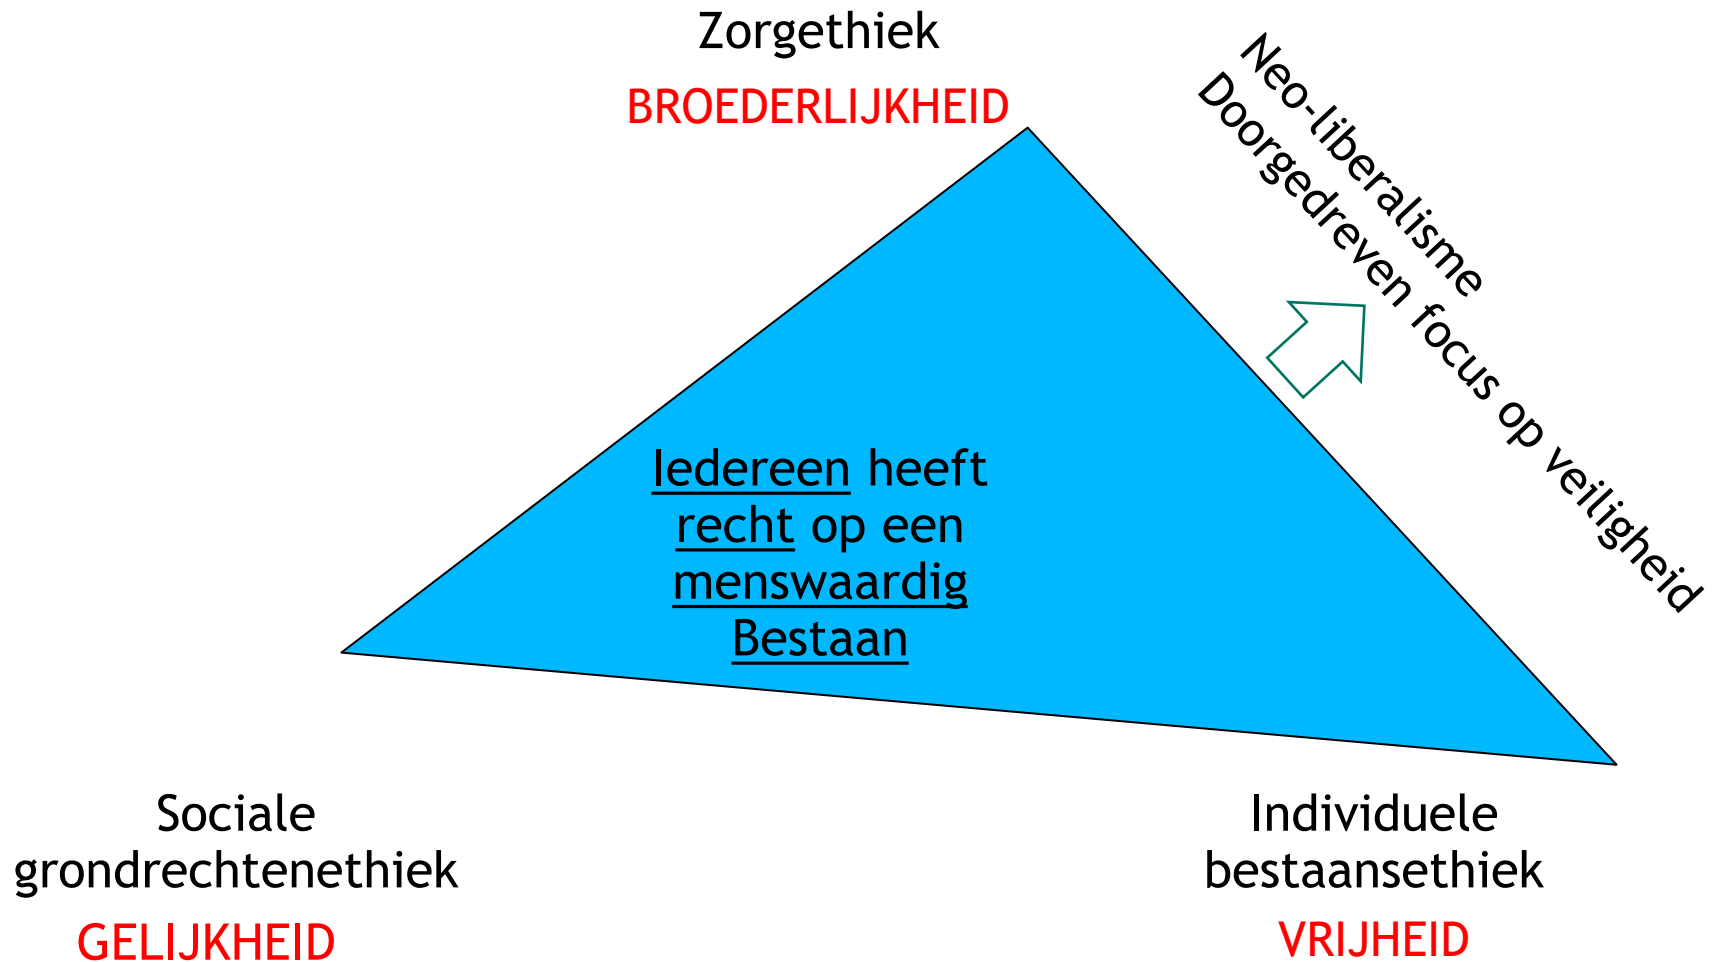 Zorgethiek
BROEDERLIJKHEID
Neo-liberalisme
Doorgedreven focus op veiligheid
Iedereen heeft
recht op een
menswaardig
Bestaan
Sociale
grondrechtenethiek
GELIJKHEID
Individuele
bestaansethiek
VRIJHEID